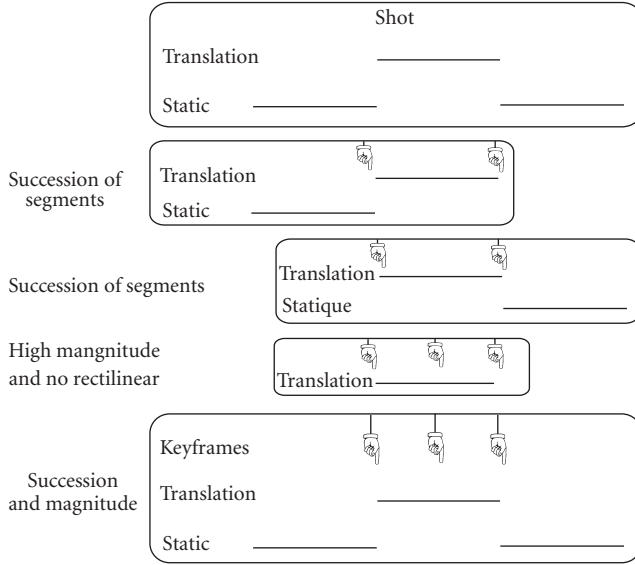 Shot
Translation
Static
Succession of
segments
Translation
Static
Succession of segments
Translation
Statique
High mangnitude
and no rectilinear
Translation
Succession
and magnitude
Keyframes
Translation
Static